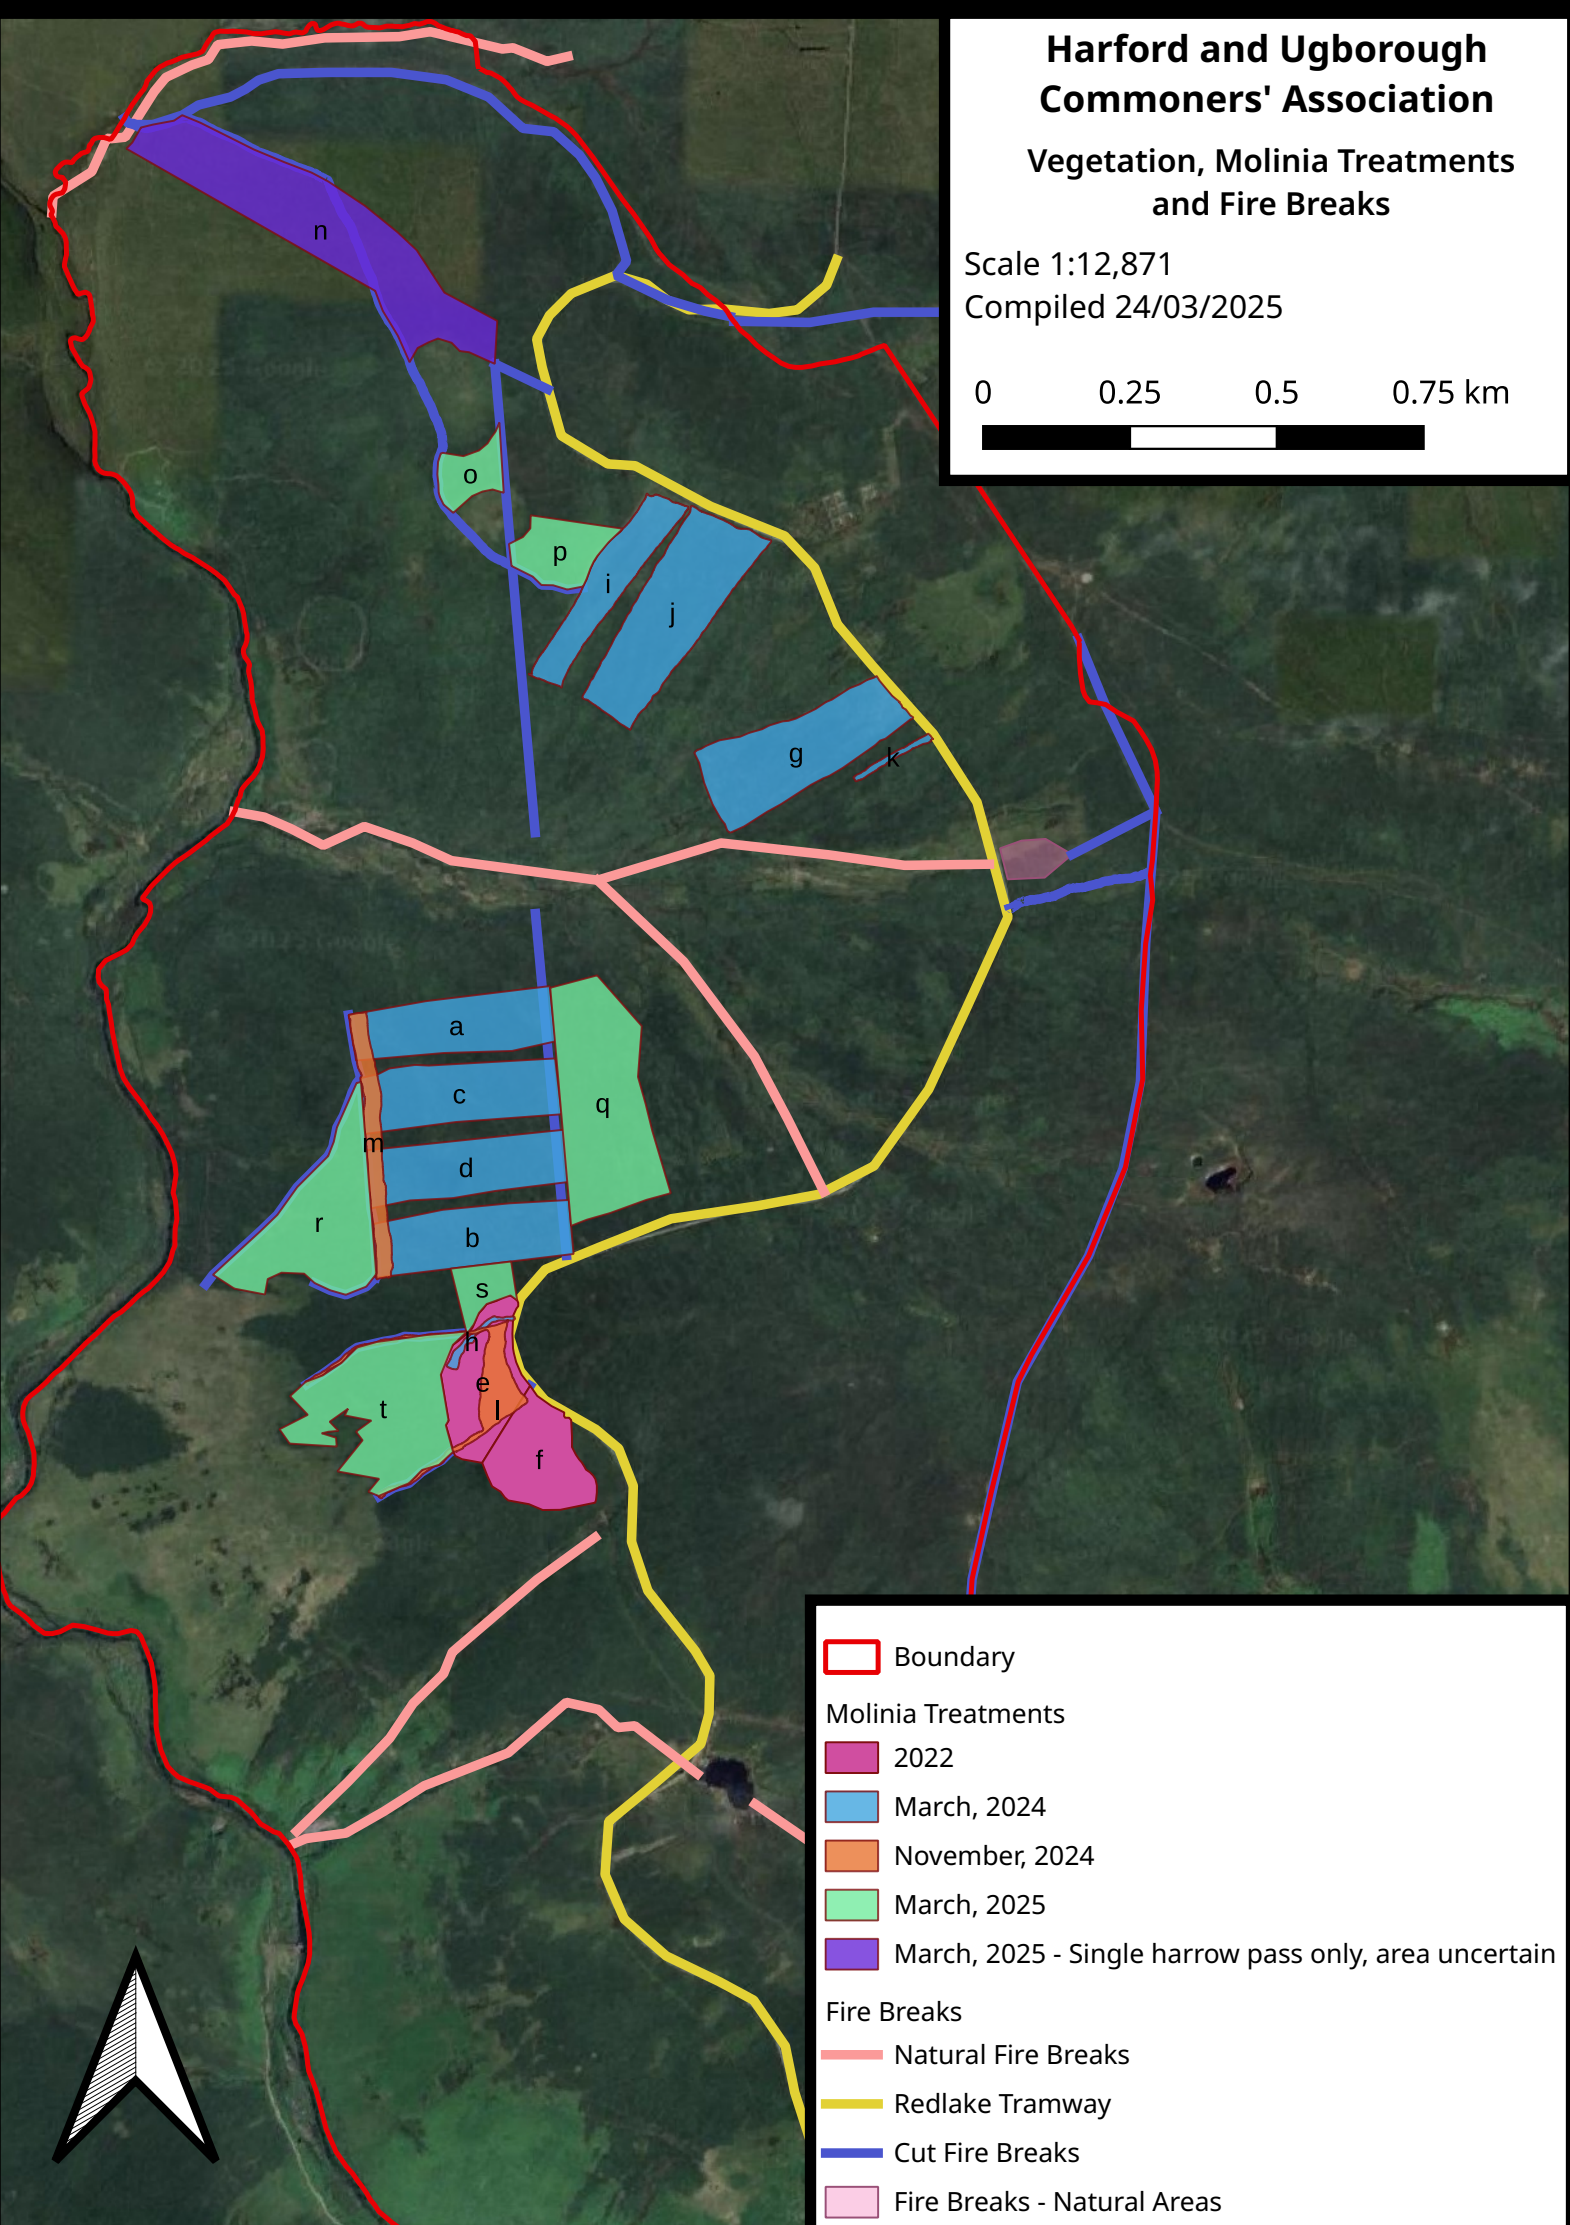 Harford and Ugborough
Commoners' Association
Vegetation, Molinia Treatments
and Fire Breaks
Scale 1:12,871
Compiled 24/03/2025
0 0.25 0.5 0.75 km
n
o
p
i
j
g
k
a
c
q
m
d
r
b
s
h
e
t
l
f
Boundary
Molinia Treatments
2022
March, 2024
November, 2024
March, 2025
March, 2025 - Single harrow pass only, area uncertain
Fire Breaks
Natural Fire Breaks
Redlake Tramway
Cut Fire Breaks
Fire Breaks - Natural Areas